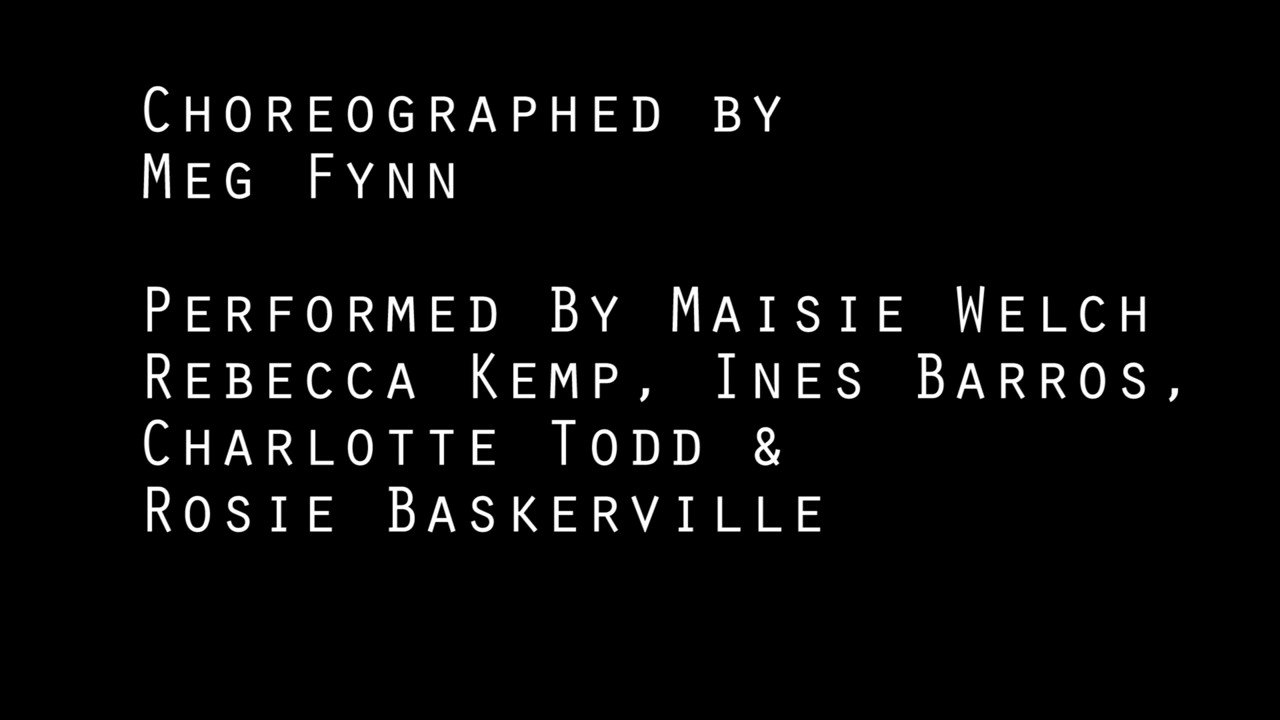 Choreographed by
Meg Fynn
Performed By Maisie Welch
Rebecca Kemp, Ines Barros,
Charlotte Todd &
Rosie Baskerville